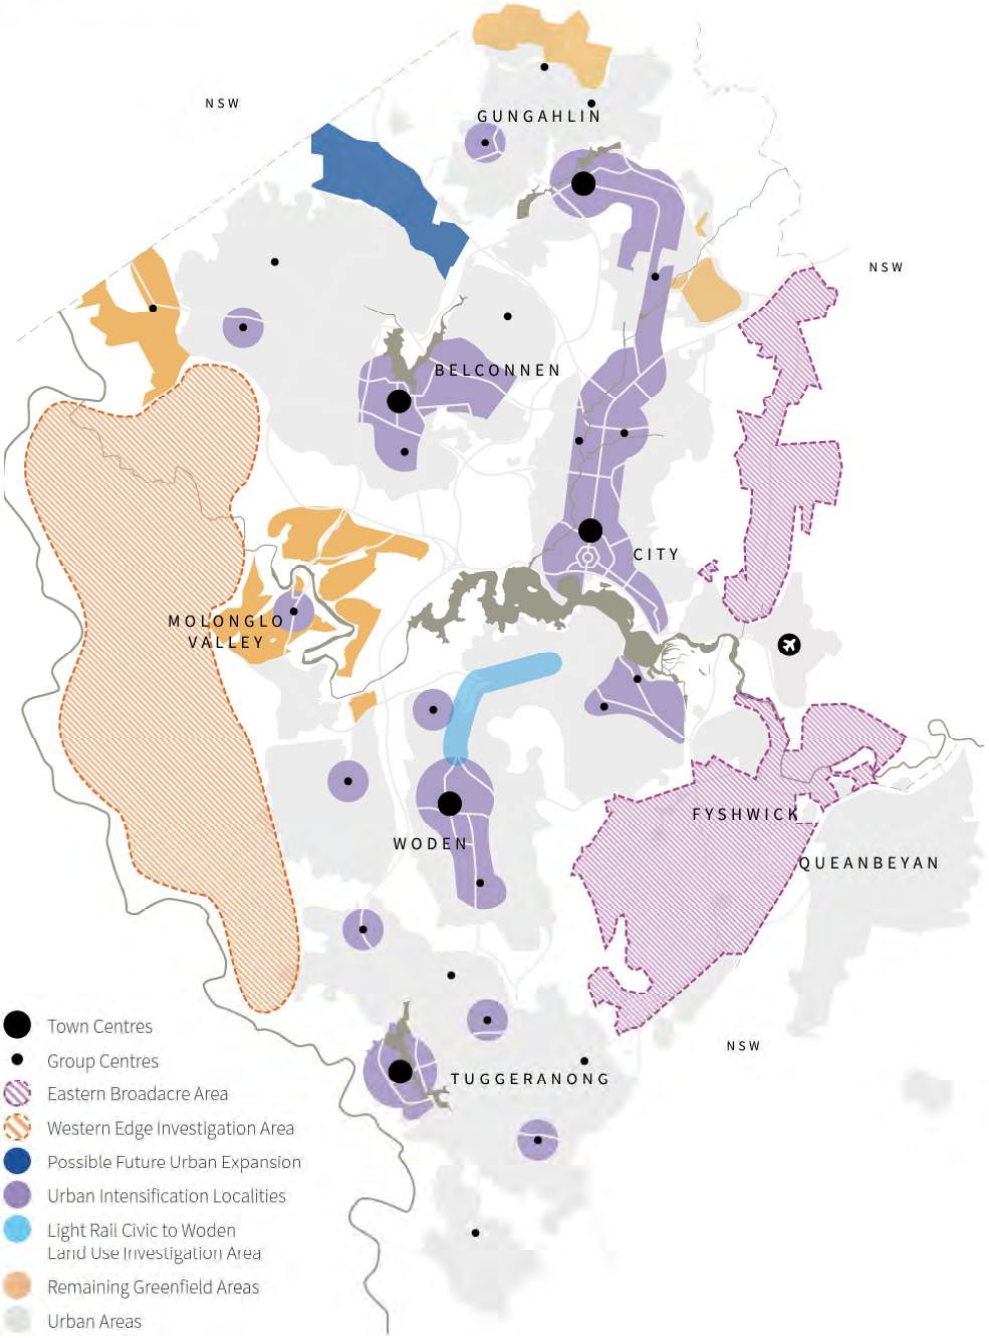 NSW
GUNGAHLIN
NSW
BELCONNEN
CITY
MOLONGLO
VALLEY
FYSHWICK
WODEN
QUEANBEYAN
NSW
TUGGERANONG
Town Centres
Group Centres
Eastern Broadacre Area
Western Edge Investigation Area
Possible Future Urban Expansion
Urban Intensification Localities
Light Rail Civic to Woden
Land Use Investigation Area
Remaining Greenfield Areas
Urban Areas